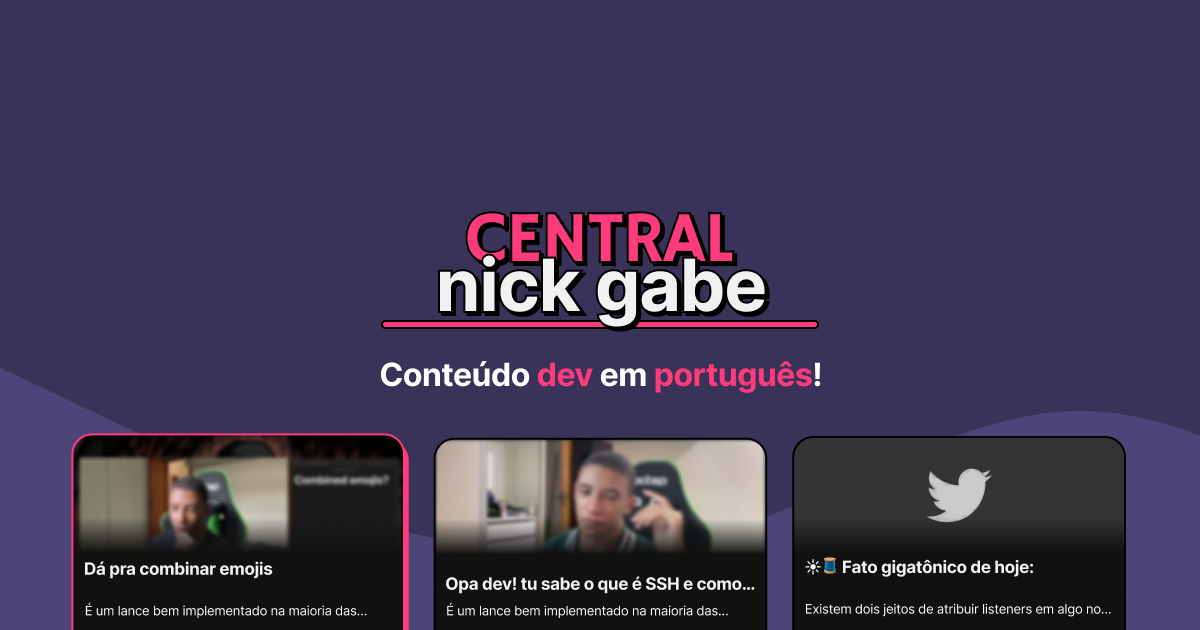 CENTRAL
nick gabe
Conteúdo dev em português!
Combined emojis?
Dá pra combinar emojis
É um lance bem implementado na maioria das...
Opa dev! tu sabe o que é SSH e como...
É um lance bem implementado na maioria das...
☀🧵 Fato gigatônico de hoje:
Existem dois jeitos de atribuir listeners em algo no...